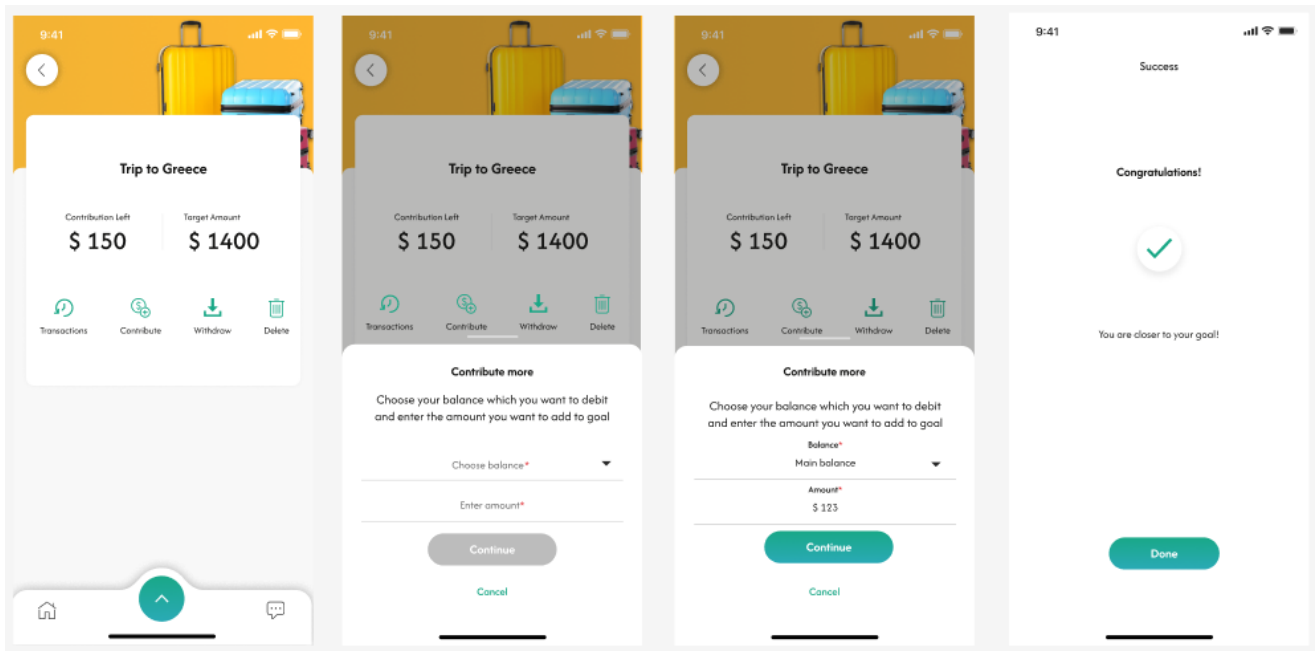 9:41
Trip to Greece
Contribution Left Target Amount
$ 150 $ 1400
Transactions Contribute Withdraw Delete
9:41
Trip to Greece
Contribution Left Target Amount
$ 150 $ 1400
Transactions Contribute Withdraw Delete
Contribute more
Choose your balance which you want to debit
and enter the amount you want to add to goal
Choose balance*
Enter amount*
Continue
Cancel
9:41
Trip to Greece
Contribution Left Target Amount
$ 150 $ 1400
Transactions Contribute Withdraw Delete
Contribute more
Choose your balance which you want to debit
and enter the amount you want to add to goal
Balance*
Main balance
Amount*
$ 123
Continue
Cancel
9:41
Success
Congratulations!
You are closer to your goal!
Done